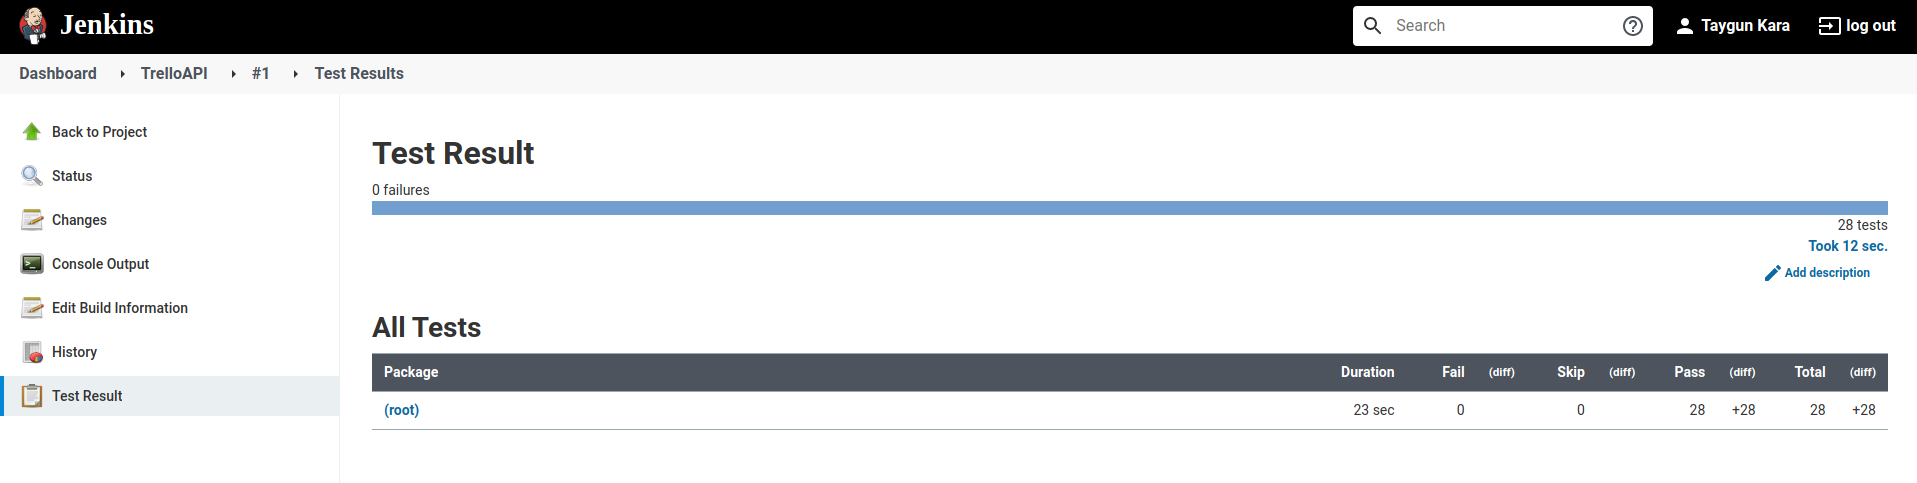 Jenkins
Search
Taygun Kara
log out
Dashboard
TrelloAPI
#1
Test Results
Back to Project
Status
Changes
Console Output
Edit Build Information
History
Test Result
Test Result
0 failures
28 tests
Took 12 sec.
Add description
All Tests
Package Duration Fail (diff) Skip (diff) Pass (diff) Total (diff)
(root) 23 sec 0 0 28 +28 28 +28